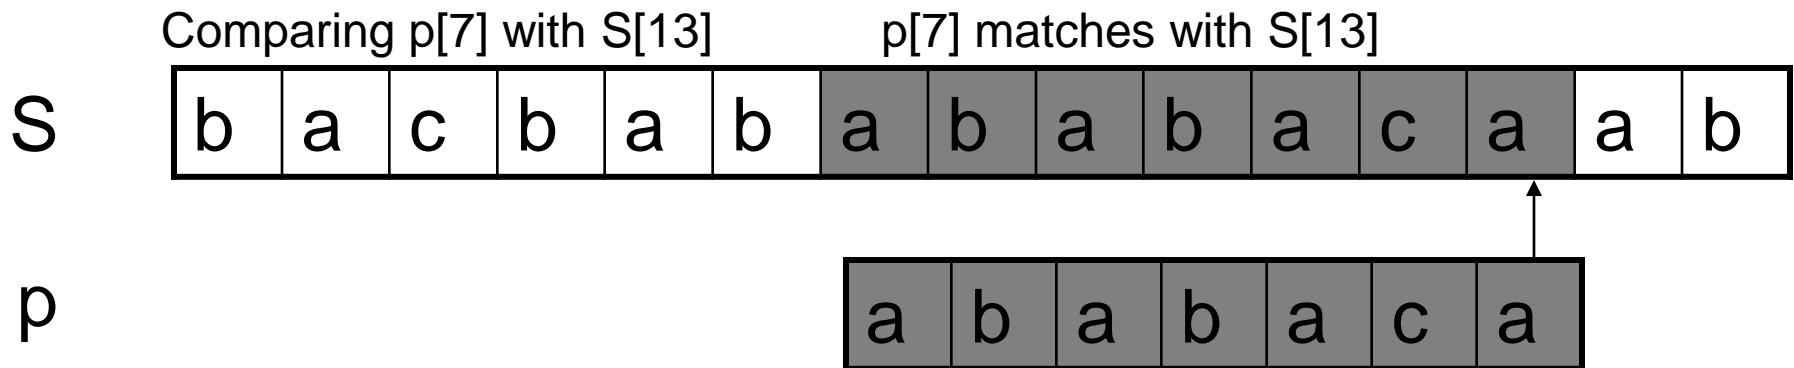 Comparing p[7] with S[13] p[7] matches with S[13]
S b a c b a b a b a b a c a a b
p a b a b a c a